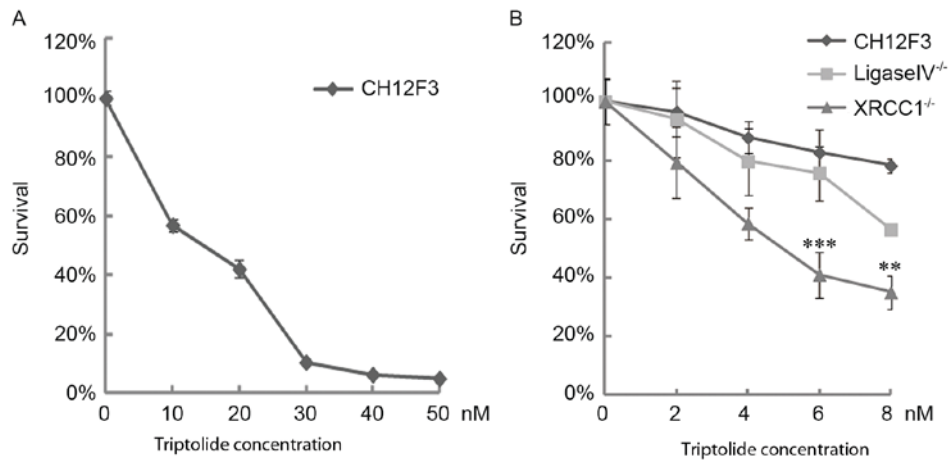 A
120%
100%
80%
60%
40%
20%
0%
Survival
CH12F3
0 10 20 30 40 50 nM
Triptolide concentration
B
120%
100%
80%
60%
40%
20%
0%
Survival
CH12F3
LigaseIV-/-
XRCC1-/-
***
**
0 2 4 6 8 nM
Triptolide concentration